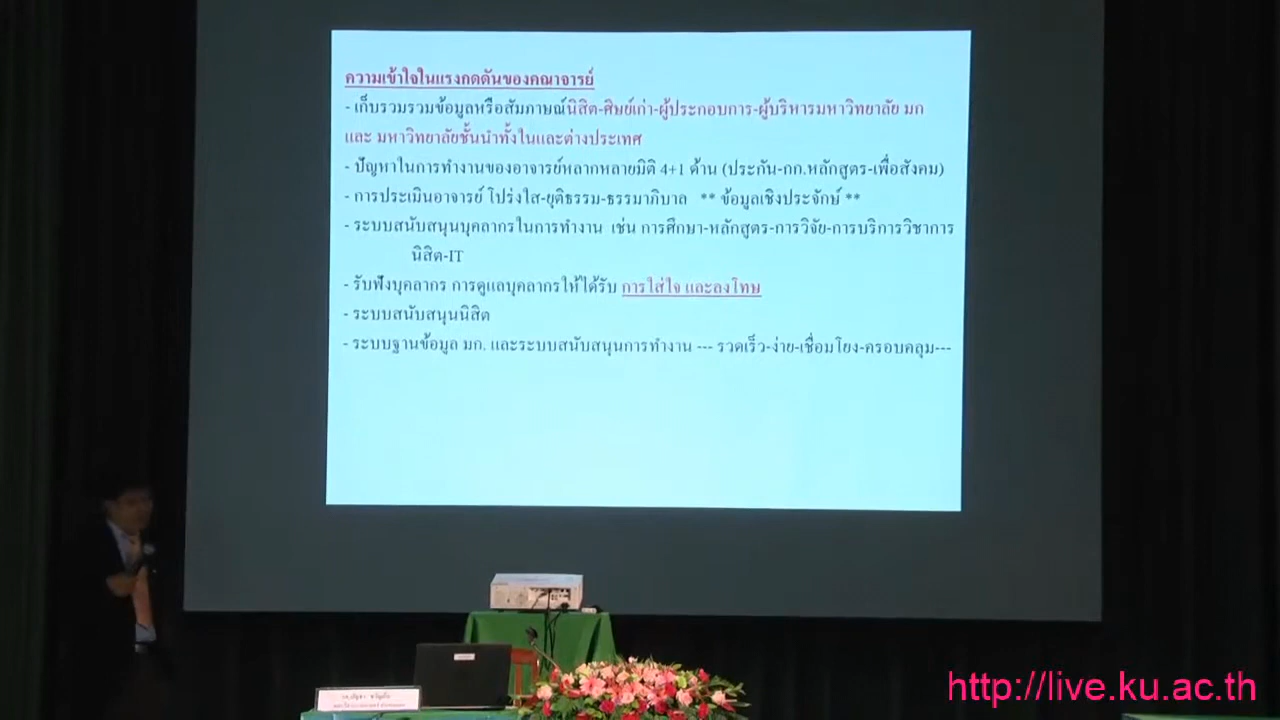 ความเข้าใจในแรงกดดันของคณาจารย์
- เก็บรวมรวมข้อมูลหรือสัมภาษณ์นิสิต-ศิษย์เก่า-ผู้ประกอบการ-ผู้บริหารมหาวิทยาลัย มก
และ มหาวิทยาลัยชั้นนำทั้งในและต่างประเทศ
- ปัญหาในการทำงานของอาจารย์หลากหลายมิติ 4+1 ด้าน (ประกัน-กก.หลักสูตร-เพื่อสังคม)
- การประเมินอาจารย์ โปร่งใส-ยุติธรรม-ธรรมาภิบาล ** ข้อมูลเชิงประจักษ์ **
- ระบบสนับสนุนบุคลากรในการทำงาน เช่น การศึกษา-หลักสูตร-การวิจัย-การบริการวิชาการ
นิสิต-IT
- รับฟังบุคลากร การดูแลบุคลากรให้ได้รับ การใส่ใจ และลงโทษ
- ระบบสนับสนุนนิสิต
- ระบบฐานข้อมูล มก. และระบบสนับสนุนการทำงาน --- รวดเร็ว-ง่าย-เชื่อมโยง-ครอบคลุม---
http://live.ku.ac.th